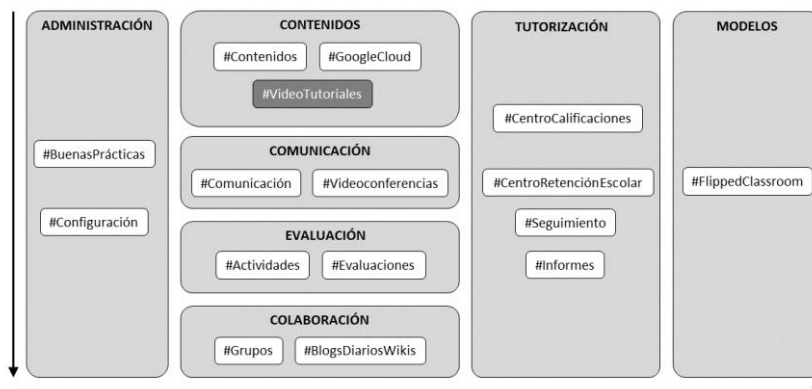 ADMINISTRACIÓN
#BuenasPrácticas
#Configuración
CONTENIDOS
#Contenidos #GoogleCloud
#VideoTutoriales
COMUNICACIÓN
#Comunicación #Videoconferencias
EVALUACIÓN
#Actividades #Evaluaciones
COLABORACIÓN
#Grupos #BlogsDiariosWikis
TUTORIZACIÓN
#CentroCalificaciones
#CentroRetenciónEscolar
#Seguimiento
#Informes
MODELOS
#FlippedClassroom